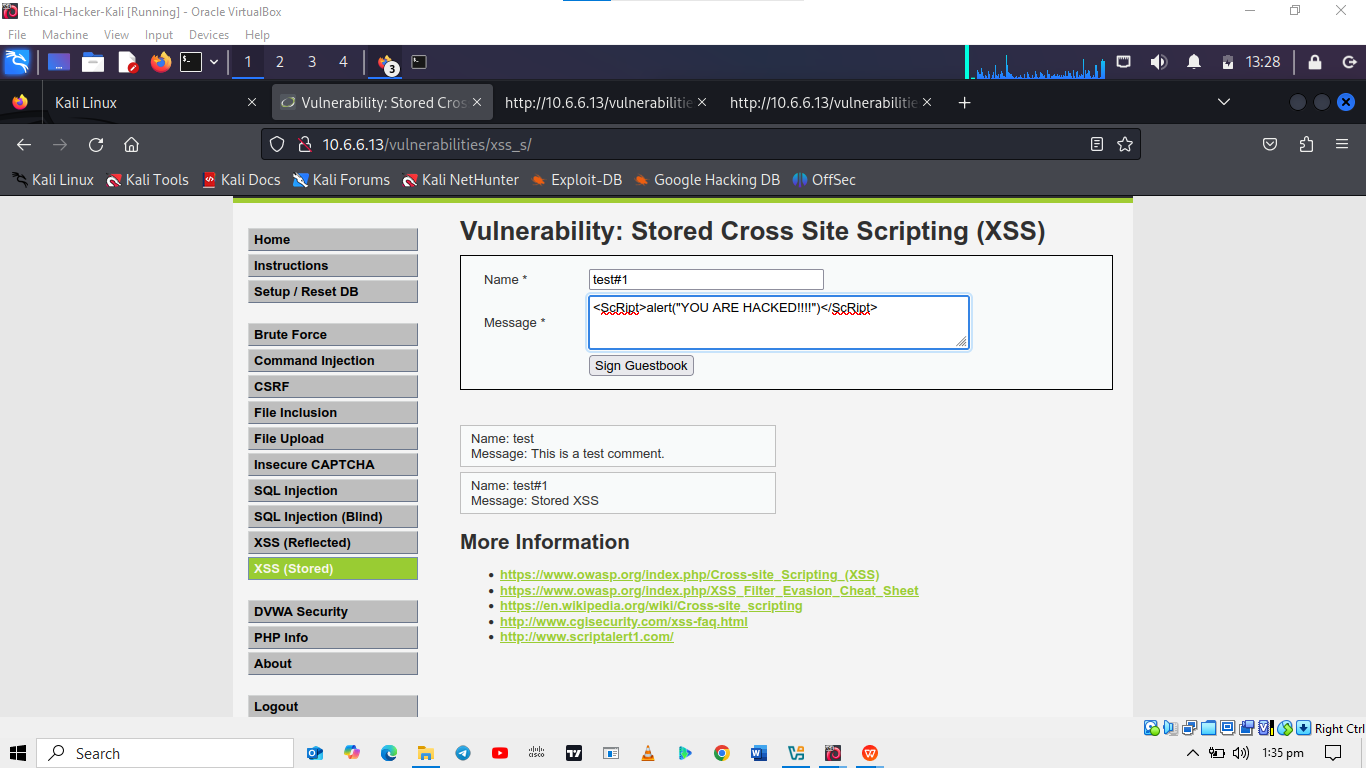 Ethical-Hacker-Kali [Running] - Oracle VirtualBox
File Machine View Input Devices Help
1 2 3 4 3 13:28
Kali Linux Vulnerability: Stored Cros http://10.6.6.13/vulnerabilitie http://10.6.6.13/vulnerabilitie
10.6.6.13/vulnerabilities/xss_s/
Kali Linux Kali Tools Kali Docs Kali Forums Kali NetHunter Exploit-DB Google Hacking DB OffSec
Home
Instructions
Setup / Reset DB
Brute Force
Command Injection
CSRF
File Inclusion
File Upload
Insecure CAPTCHA
SQL Injection
SQL Injection (Blind)
XSS (Reflected)
XSS (Stored)
DVWA Security
PHP Info
About
Logout
Vulnerability: Stored Cross Site Scripting (XSS)
Name * test#1
Message * <ScRipt>alert("YOU ARE HACKED!!!!")</ScRipt>
Sign Guestbook
Name: test
Message: This is a test comment.
Name: test#1
Message: Stored XSS
More Information
https://www.owasp.org/index.php/Cross-site_Scripting_(XSS)
https://www.owasp.org/index.php/XSS_Filter_Evasion_Cheat_Sheet
https://en.wikipedia.org/wiki/Cross-site_scripting
http://www.cgisecurity.com/xss-faq.html
http://www.scriptalert1.com/
Right Ctrl
Search 1:35 pm